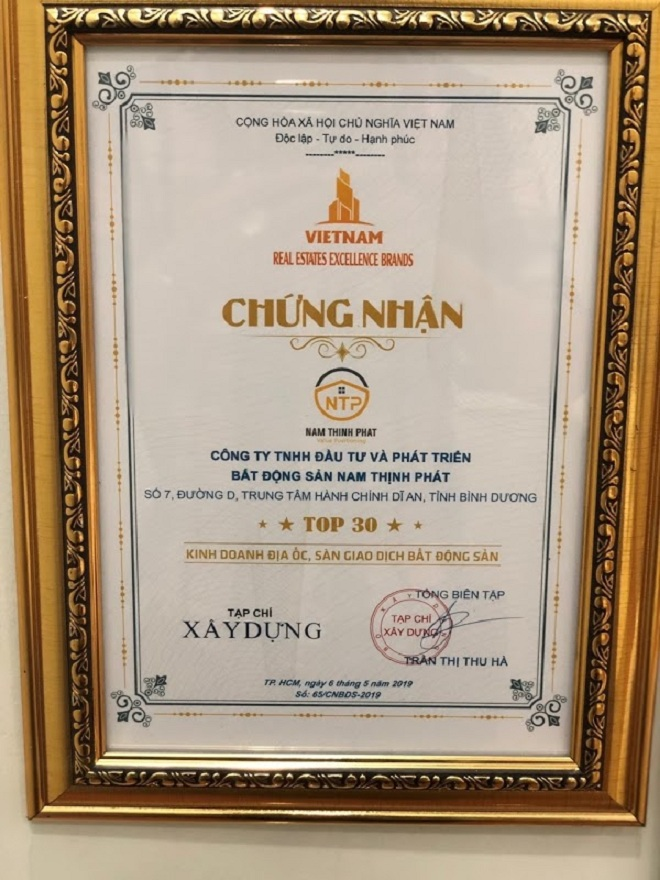 CỘNG HÒA XÃ HỘI CHỦ NGHĨA VIỆT NAM
Độc lập - Tự do - Hạnh phúc
--------*****--------
VIETNAM
REAL ESTATES EXCELLENCE BRANDS
CHỨNG NHẬN
NTP
NAM THINH PHAT
CÔNG TY TNHH ĐẦU TƯ VÀ PHÁT TRIỂN
BẤT ĐỘNG SẢN NAM THỊNH PHÁT
SỐ 7, ĐƯỜNG D, TRUNG TÂM HÀNH CHÍNH DĨ AN, TỈNH BÌNH DƯƠNG
★ ★ TOP 30 ★ ★
KINH DOANH ĐỊA ỐC, SÀN GIAO DỊCH BẤT ĐỘNG SẢN
TỔNG BIÊN TẬP
TẠP CHÍ
XÂY DỰNG
TẠP CHÍ
XÂY DỰNG
TRẦN THỊ THU HÀ
TP. HCM, ngày 6 tháng 5 năm 2019
Số: 65/CNBĐS-2019